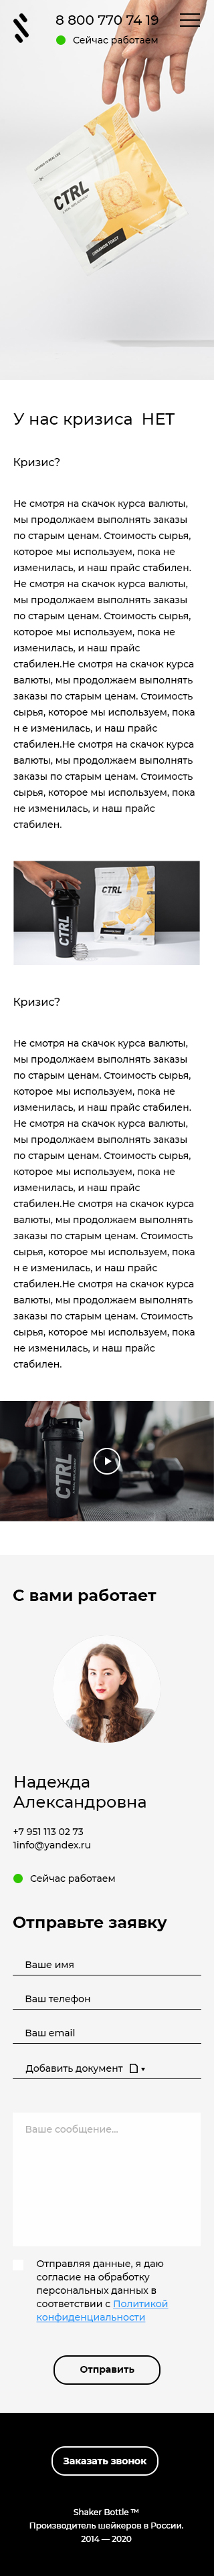 8 800 770 74 19
Сейчас работаем
CTRL
CINNAMON TOAST
У нас кризиса НЕТ
Кризис?
Не смотря на скачок курса валюты,
мы продолжаем выполнять заказы
по старым ценам. Стоимость сырья,
которое мы используем, пока не
изменилась, и наш прайс стабилен.
Не смотря на скачок курса валюты,
мы продолжаем выполнять заказы
по старым ценам. Стоимость сырья,
которое мы используем, пока не
изменилась, и наш прайс
стабилен.Не смотря на скачок курса
валюты, мы продолжаем выполнять
заказы по старым ценам. Стоимость
сырья, которое мы используем, пока
н е изменилась, и наш прайс
стабилен.Не смотря на скачок курса
валюты, мы продолжаем выполнять
заказы по старым ценам. Стоимость
сырья, которое мы используем, пока
не изменилась, и наш прайс
стабилен.
CTRL
CTRL
Кризис?
Не смотря на скачок курса валюты,
мы продолжаем выполнять заказы
по старым ценам. Стоимость сырья,
которое мы используем, пока не
изменилась, и наш прайс стабилен.
Не смотря на скачок курса валюты,
мы продолжаем выполнять заказы
по старым ценам. Стоимость сырья,
которое мы используем, пока не
изменилась, и наш прайс
стабилен.Не смотря на скачок курса
валюты, мы продолжаем выполнять
заказы по старым ценам. Стоимость
сырья, которое мы используем, пока
н е изменилась, и наш прайс
стабилен.Не смотря на скачок курса
валюты, мы продолжаем выполнять
заказы по старым ценам. Стоимость
сырья, которое мы используем, пока
не изменилась, и наш прайс
стабилен.
CTRL
С вами работает
Надежда
Александровна
+7 951 113 02 73
1info@yandex.ru
Сейчас работаем
Отправьте заявку
Ваше имя
Ваш телефон
Ваш email
Добавить документ
Ваше сообщение...
Отправляя данные, я даю
согласие на обработку
персональных данных в
соответствии с Политикой
конфиденциальности
Отправить
Заказать звонок
Shaker Bottle ™
Производитель шейкеров в России.
2014 — 2020